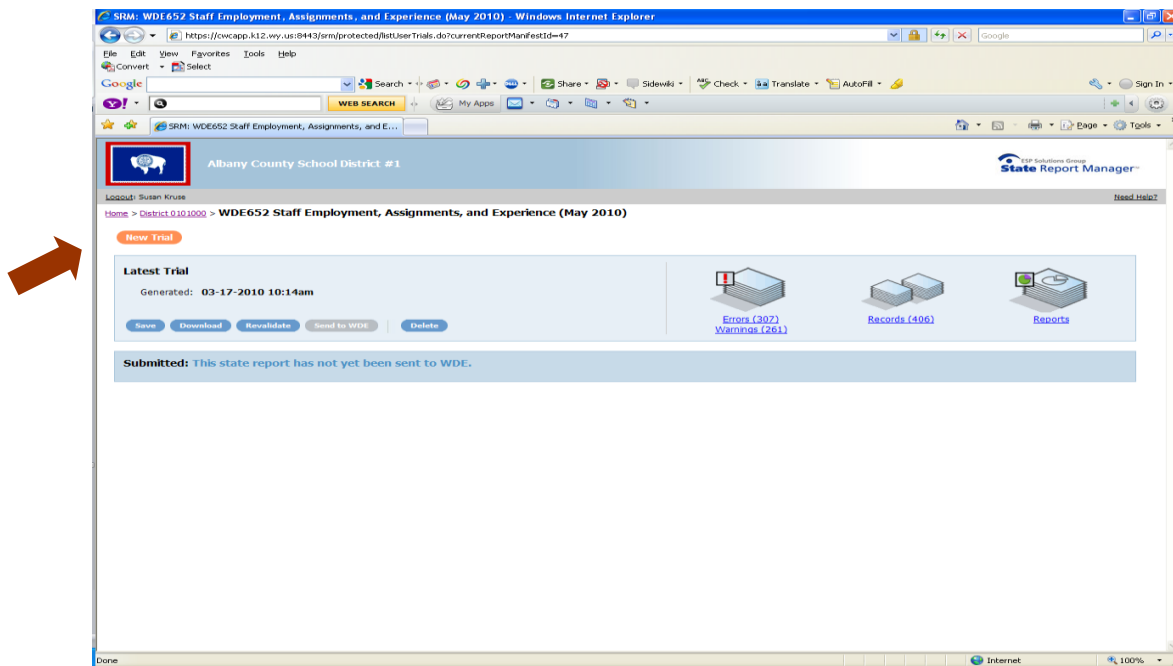 SRM: WDE652 Staff Employment, Assignments, and Experience (May 2010) - Windows Internet Explorer
https://cwcapp.k12.wy.us:8443/srm/protected/listUserTrials.do?currentReportManifestId=47
Google
File Edit View Favorites Tools Help
Convert Select
Google Search Share Sidewiki Check Translate AutoFill Sign In
Y! WEB SEARCH My Apps
SRM: WDE652 Staff Employment, Assignments, and E... Page Tools
Albany County School District #1
ESP Solutions Group
State Report Manager
Logout: Susan Kruse Need Help?
Home > District 0101000 > WDE652 Staff Employment, Assignments, and Experience (May 2010)
New Trial
Latest Trial
Generated: 03-17-2010 10:14am
Save Download Revalidate Send to WDE Delete
Errors (307) Records (406) Reports
Warnings (261)
Submitted: This state report has not yet been sent to WDE.
Done Internet 100%